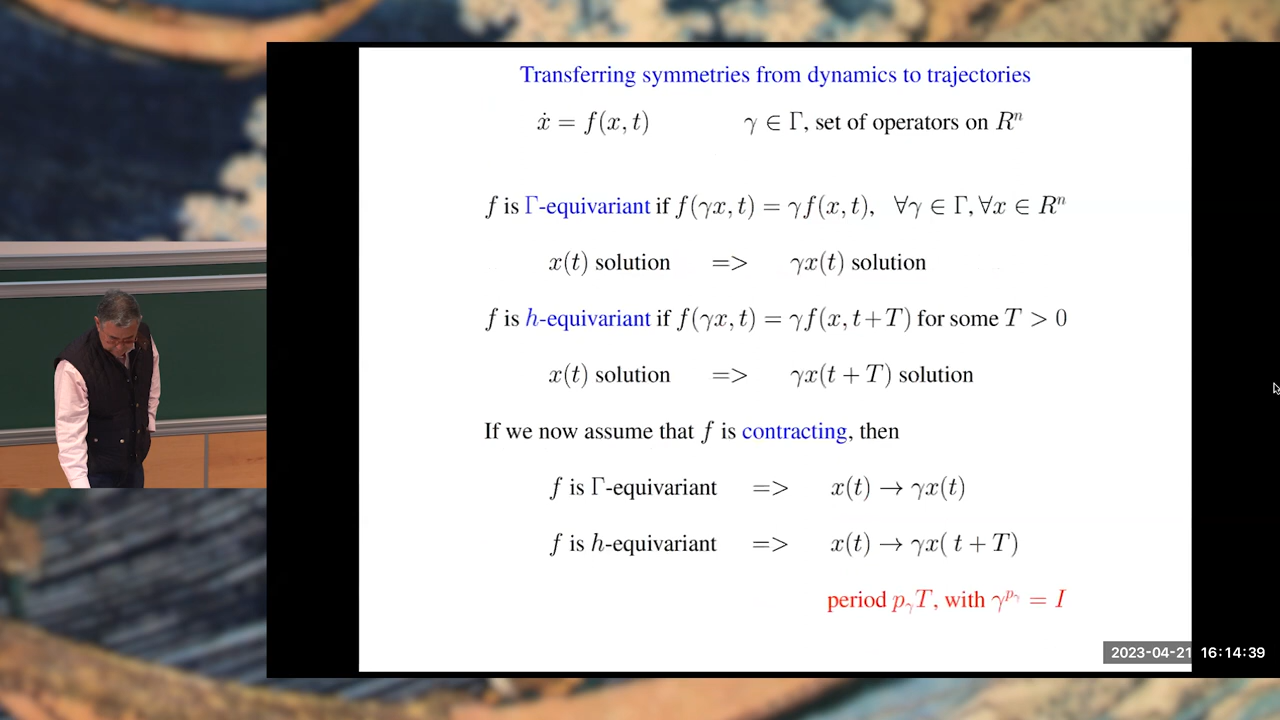 Transferring symmetries from dynamics to trajectories
ẋ = f(x, t) γ ∈ Γ, set of operators on Rⁿ
f is Γ-equivariant if f(γx, t) = γf(x, t), ∀γ ∈ Γ, ∀x ∈ Rⁿ
x(t) solution => γx(t) solution
f is h-equivariant if f(γx, t) = γf(x, t+T) for some T > 0
x(t) solution => γx(t + T) solution
If we now assume that f is contracting, then
f is Γ-equivariant => x(t) → γx(t)
f is h-equivariant => x(t) → γx( t + T)
period p_γT, with γ^{p_γ} = I
2023-04-21 16:14:39